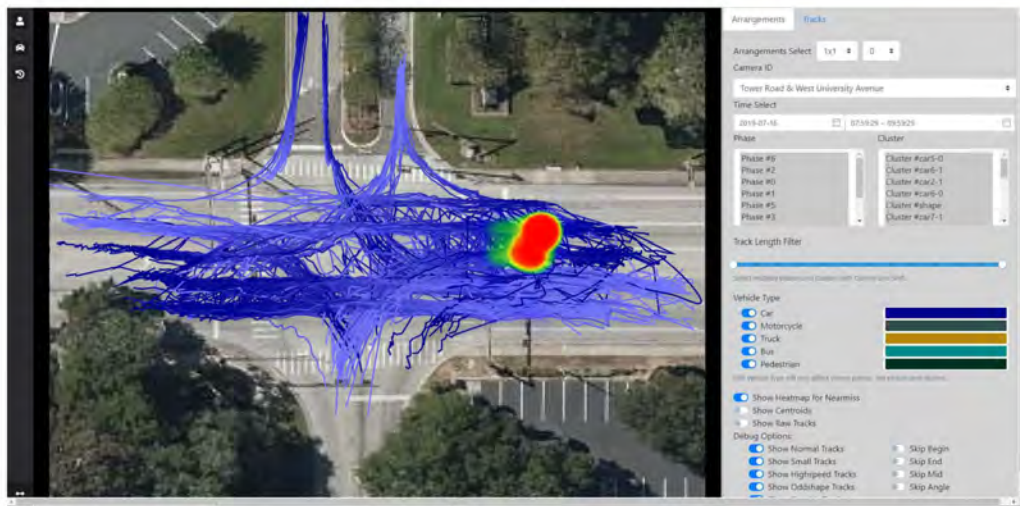 Arrangements Tracks
Arrangements Select 1x1 0
Camera ID
Tower Road & West University Avenue
Time Select
2019-07-16 07:59:29 ~ 09:59:29
Phase Cluster
Phase #6 Cluster #car5-0
Phase #2 Cluster #car6-1
Phase #0 Cluster #car2-1
Phase #1 Cluster #car6-0
Phase #5 Cluster #shape
Phase #3 Cluster #car7-1
Track Length Filter
Vehicle Type
Car
Motorcycle
Truck
Bus
Pedestrian
Show Heatmap for Nearmiss
Show Centroids
Show Raw Tracks
Debug Options:
Show Normal Tracks Skip Begin
Show Small Tracks Skip End
Show Highspeed Tracks Skip Mid
Show Oddshape Tracks Skip Angle